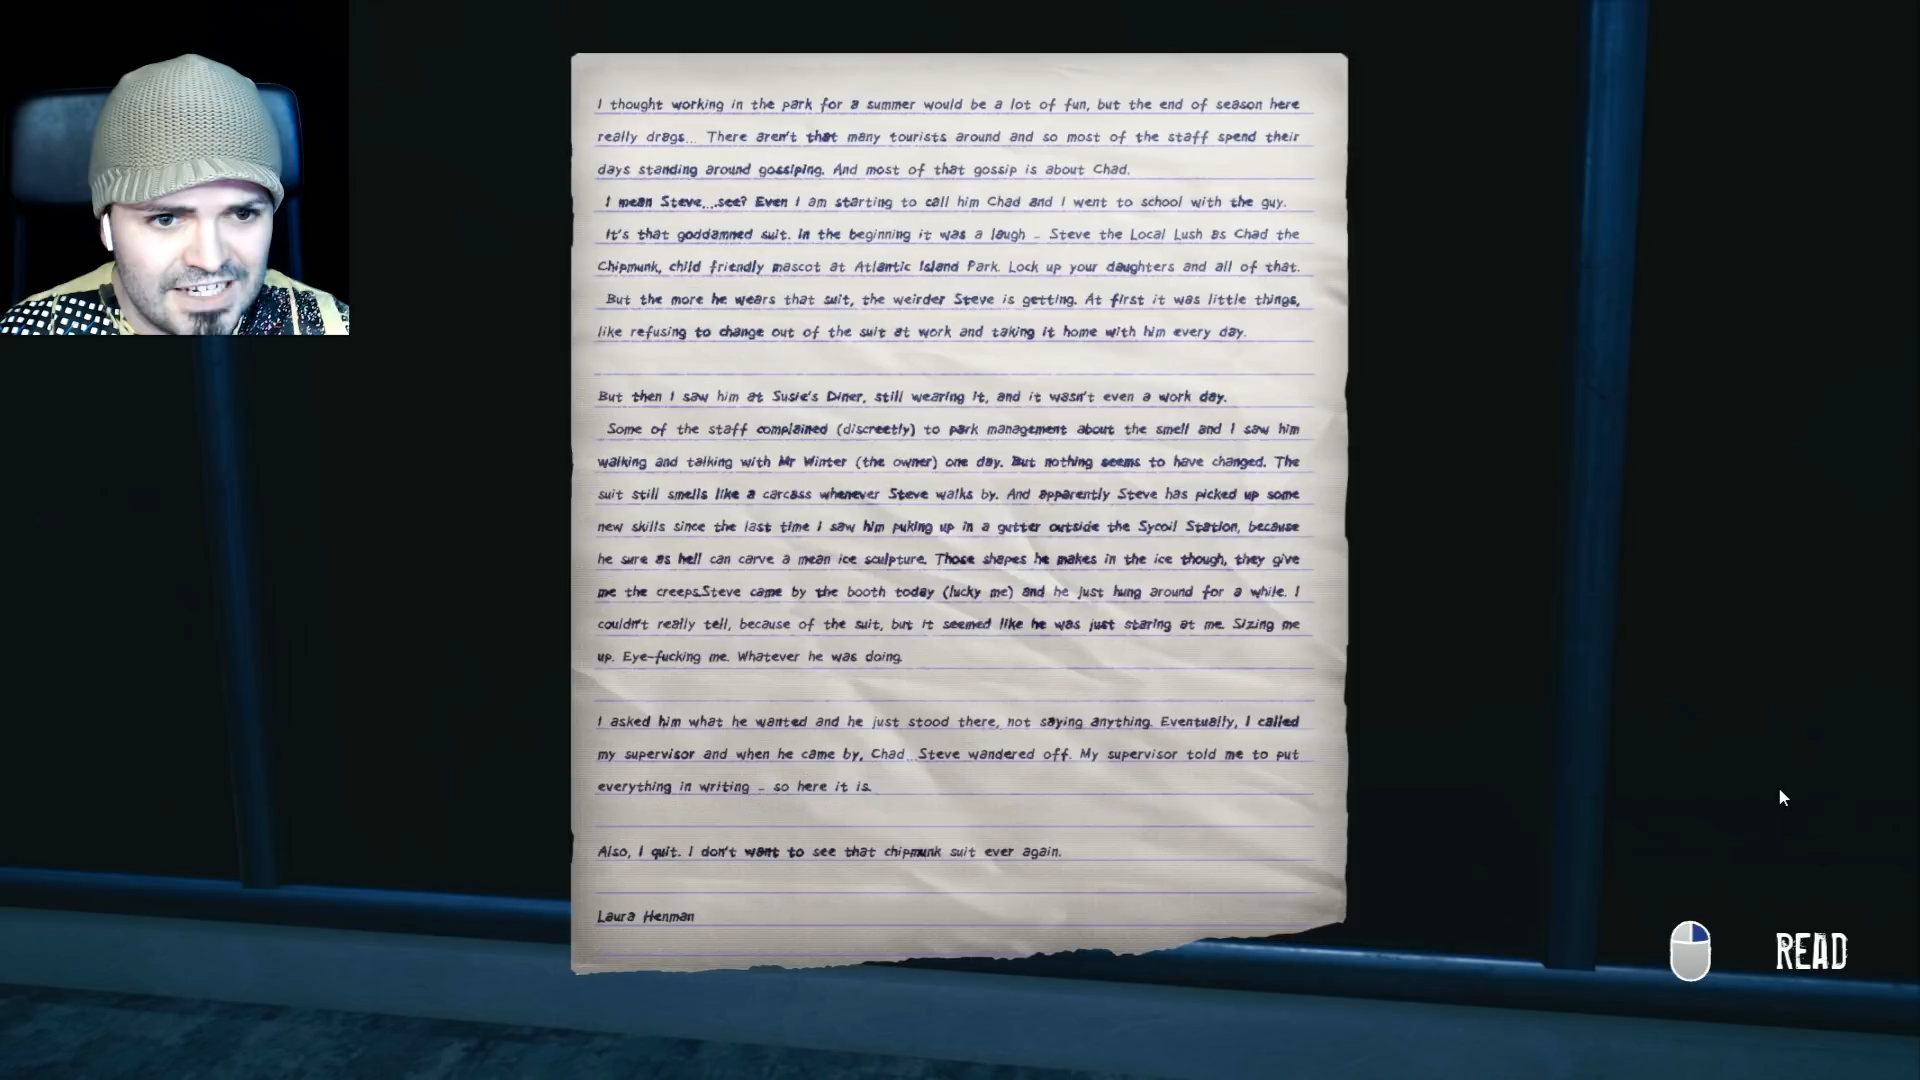 I thought working in the park for a summer would be a lot of fun, but the end of season here
really drags... There aren't that many tourists around and so most of the staff spend their
days standing around gossiping. And most of that gossip is about Chad.
I mean Steve...see? Even I am starting to call him Chad and I went to school with the guy.
It's that goddamned suit. In the beginning it was a laugh - Steve the Local Lush as Chad the
Chipmunk, child friendly mascot at Atlantic Island Park. Lock up your daughters and all of that.
But the more he wears that suit, the weirder Steve is getting. At first it was little things,
like refusing to change out of the suit at work and taking it home with him every day.
But then I saw him at Susie's Diner, still wearing it, and it wasn't even a work day.
Some of the staff complained (discreetly) to park management about the smell and I saw him
walking and talking with Mr Winter (the owner) one day. But nothing seems to have changed. The
suit still smells like a carcass whenever Steve walks by. And apparently Steve has picked up some
new skills since the last time I saw him puking up in a gutter outside the Sycoil Station, because
he sure as hell can carve a mean ice sculpture. Those shapes he makes in the ice though, they give
me the creeps.Steve came by the booth today (lucky me) and he just hung around for a while. I
couldn't really tell, because of the suit, but it seemed like he was just staring at me. Sizing me
up. Eye-fucking me. Whatever he was doing.
I asked him what he wanted and he just stood there, not saying anything. Eventually, I called
my supervisor and when he came by, Chad...Steve wandered off. My supervisor told me to put
everything in writing - so here it is.
Also, I quit. I don't want to see that chipmunk suit ever again.
Laura Henman
READ